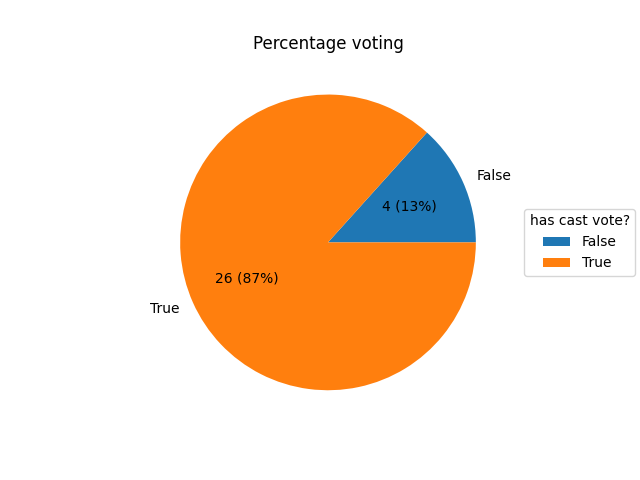 Percentage voting
False
4 (13%)
has cast vote?
False
True
26 (87%)
True